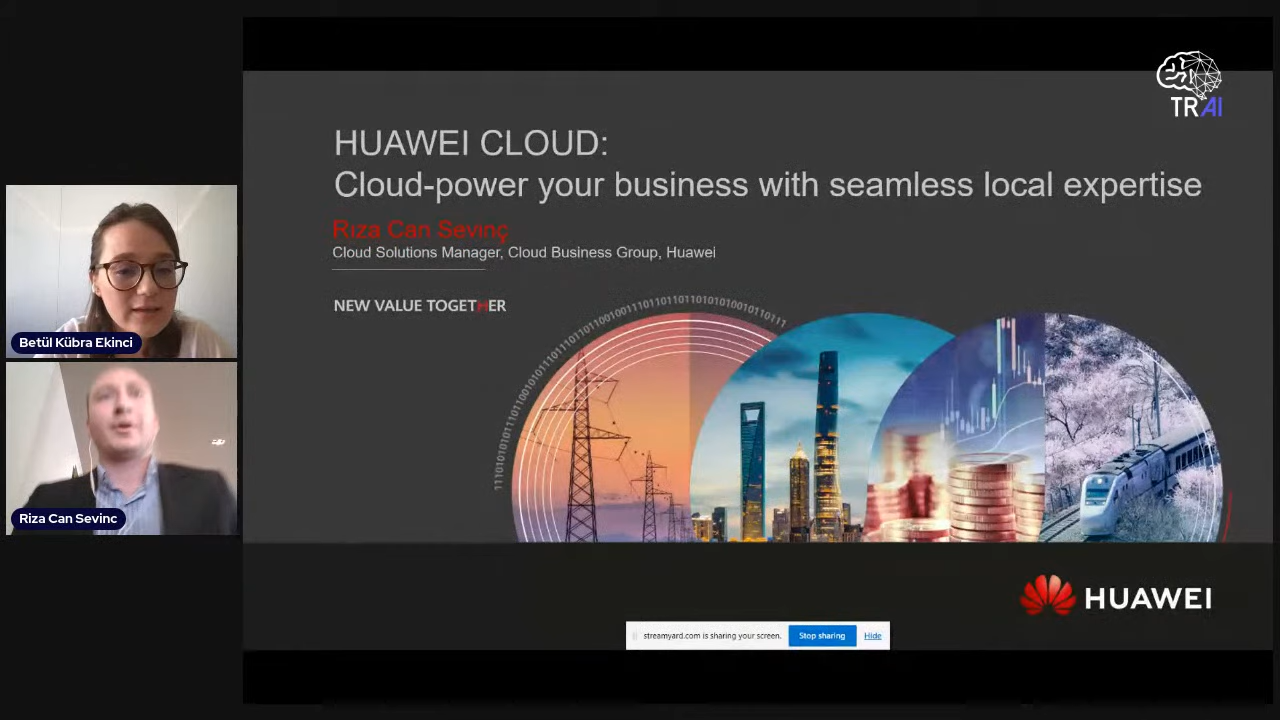 TRAI
HUAWEI CLOUD:
Cloud-power your business with seamless local expertise
Rıza Can Sevinç
Cloud Solutions Manager, Cloud Business Group, Huawei
NEW VALUE TOGETHER
Betül Kübra Ekinci
Riza Can Sevinc
HUAWEI
streamyard.com is sharing your screen.
Stop sharing
Hide